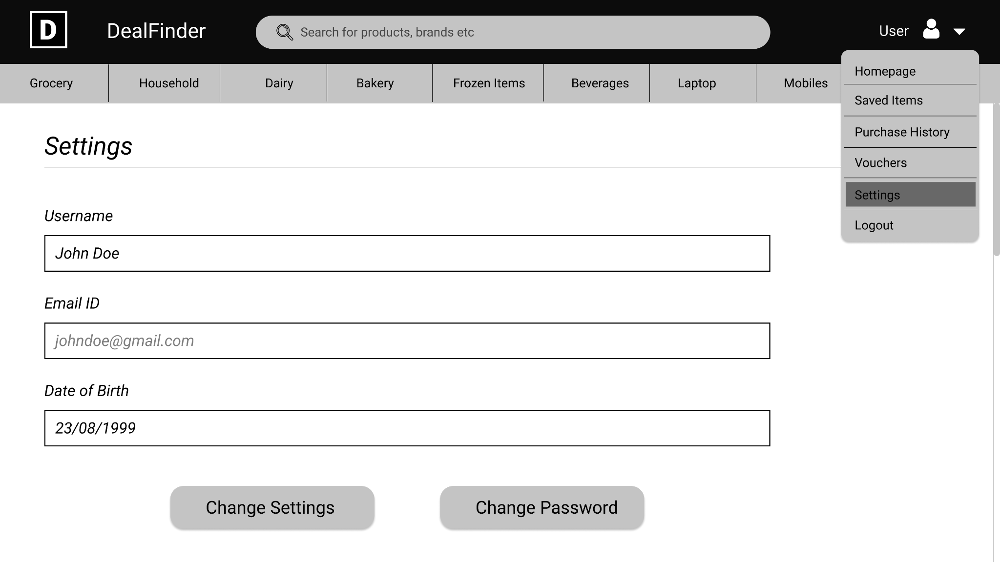 D
DealFinder
Search for products, brands etc
User
Grocery
Household
Dairy
Bakery
Frozen Items
Beverages
Laptop
Mobiles
Homepage
Saved Items
Purchase History
Vouchers
Settings
Logout
Settings
Username
John Doe
Email ID
johndoe@gmail.com
Date of Birth
23/08/1999
Change Settings
Change Password